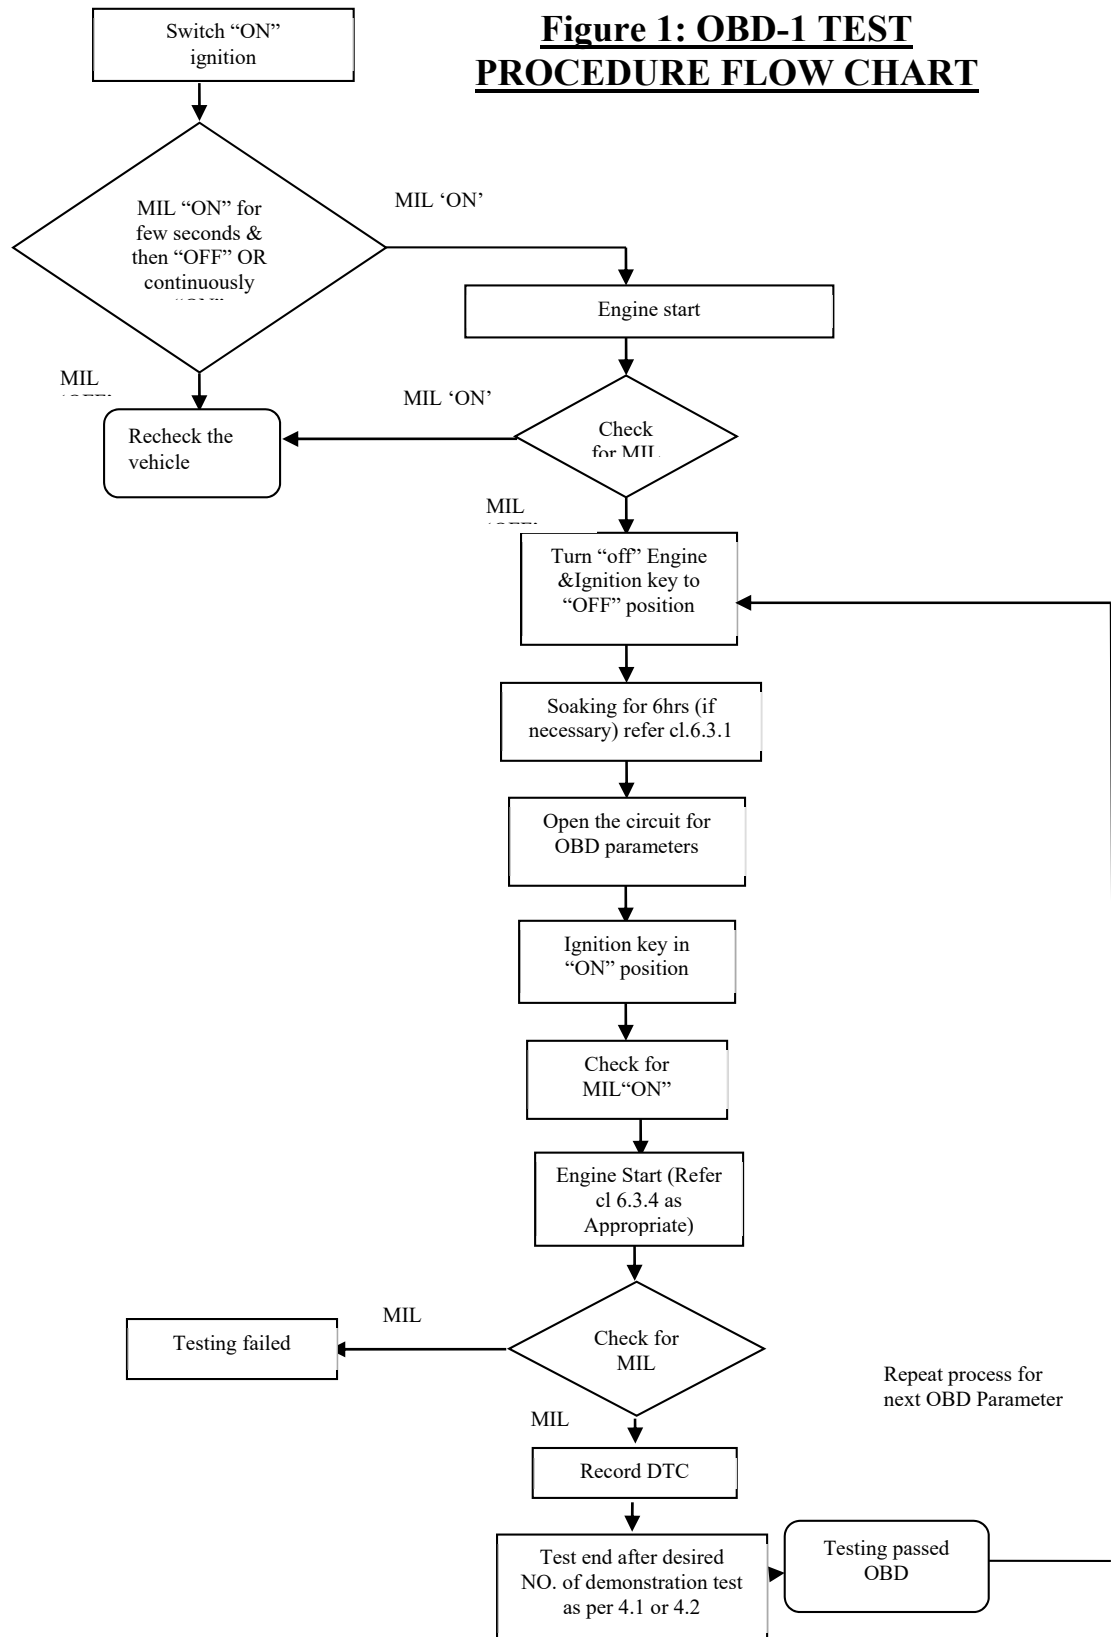 Figure 1: OBD-1 TEST
PROCEDURE FLOW CHART
Switch “ON”
ignition
MIL “ON” for
few seconds &
then “OFF” OR
continuously
MIL ‘ON’
Engine start
MIL
MIL ‘ON’
Recheck the
vehicle
Check
for MIL
MIL
Turn “off” Engine
&Ignition key to
“OFF” position
Soaking for 6hrs (if
necessary) refer cl.6.3.1
Open the circuit for
OBD parameters
Ignition key in
“ON” position
Check for
MIL“ON”
Engine Start (Refer
cl 6.3.4 as
Appropriate)
MIL
Testing failed
Check for
MIL
Repeat process for
next OBD Parameter
MIL
Record DTC
Test end after desired
NO. of demonstration test
as per 4.1 or 4.2
Testing passed
OBD